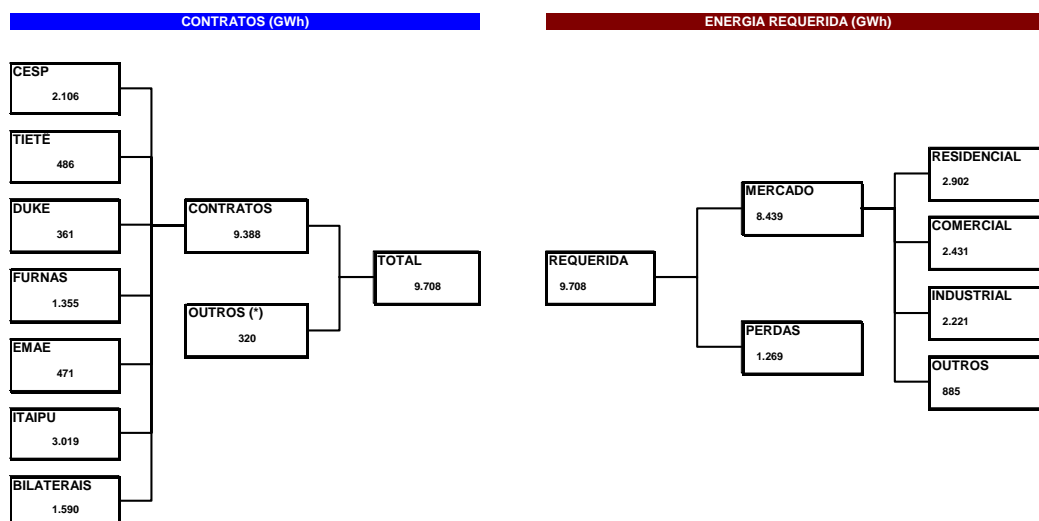 CONTRATOS (GWh)
CESP
2.106
TIETÊ
486
DUKE
361
FURNAS
1.355
EMAE
471
ITAIPU
3.019
BILATERAIS
1.590
CONTRATOS
9.388
OUTROS (*)
320
TOTAL
9.708
ENERGIA REQUERIDA (GWh)
REQUERIDA
9.708
MERCADO
8.439
PERDAS
1.269
RESIDENCIAL
2.902
COMERCIAL
2.431
INDUSTRIAL
2.221
OUTROS
885